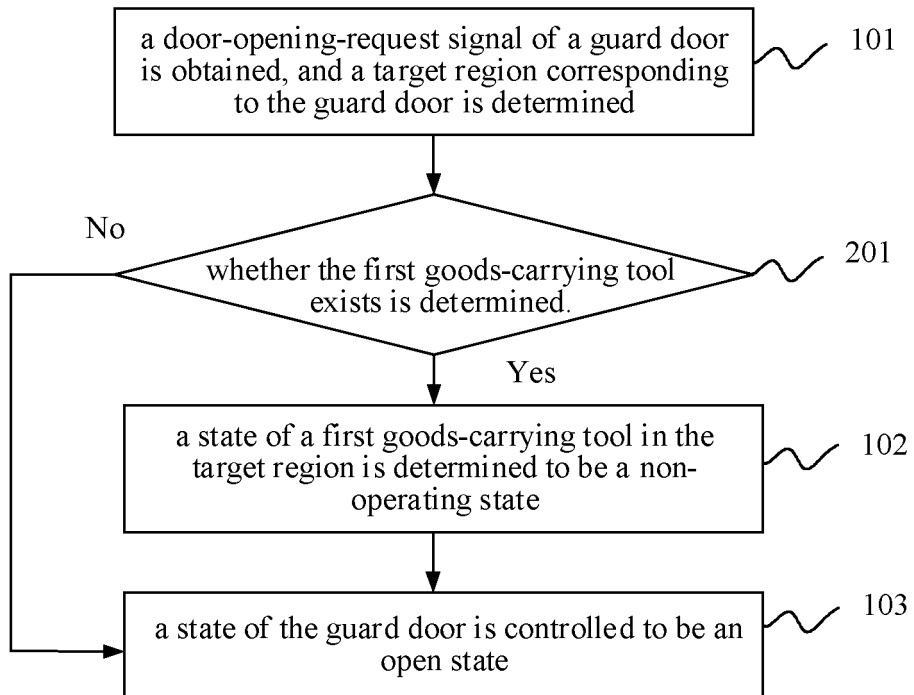 a door-opening-request signal of a guard door
is obtained, and a target region corresponding
to the guard door is determined
101
No
whether the first goods-carrying tool
exists is determined.
201
Yes
a state of a first goods-carrying tool in the
target region is determined to be a non-
operating state
102
a state of the guard door is controlled to be an
open state
103